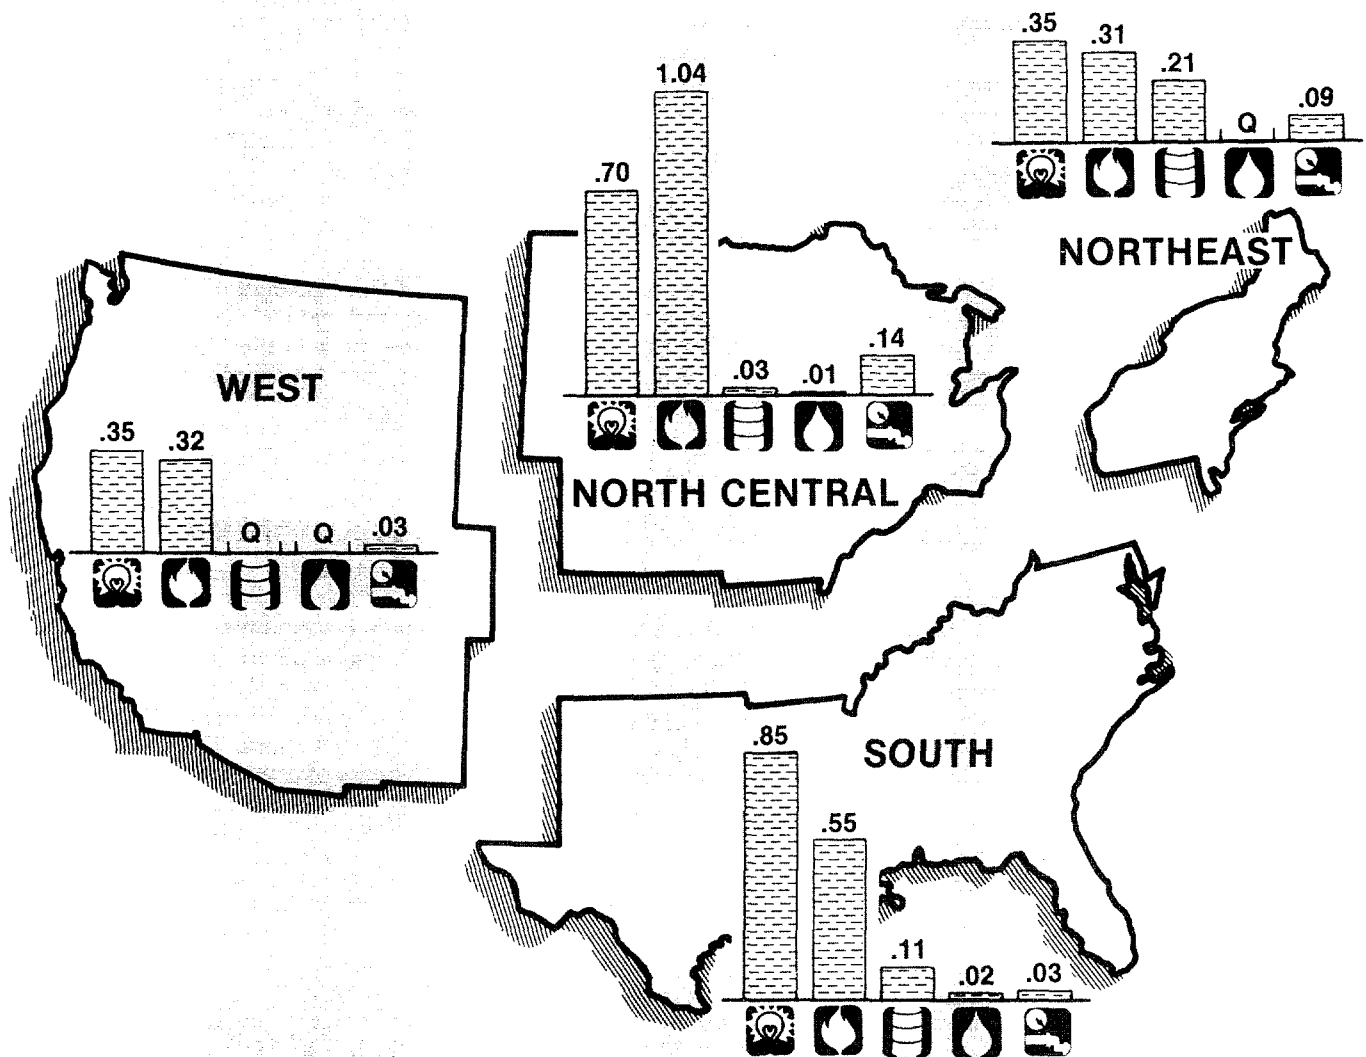 .35 .31 .21 Q .09
NORTHEAST
1.04
.70
.03 .01 .14
NORTH CENTRAL
WEST
.35 .32 Q Q .03
SOUTH
.85
.55
.11 .02 .03